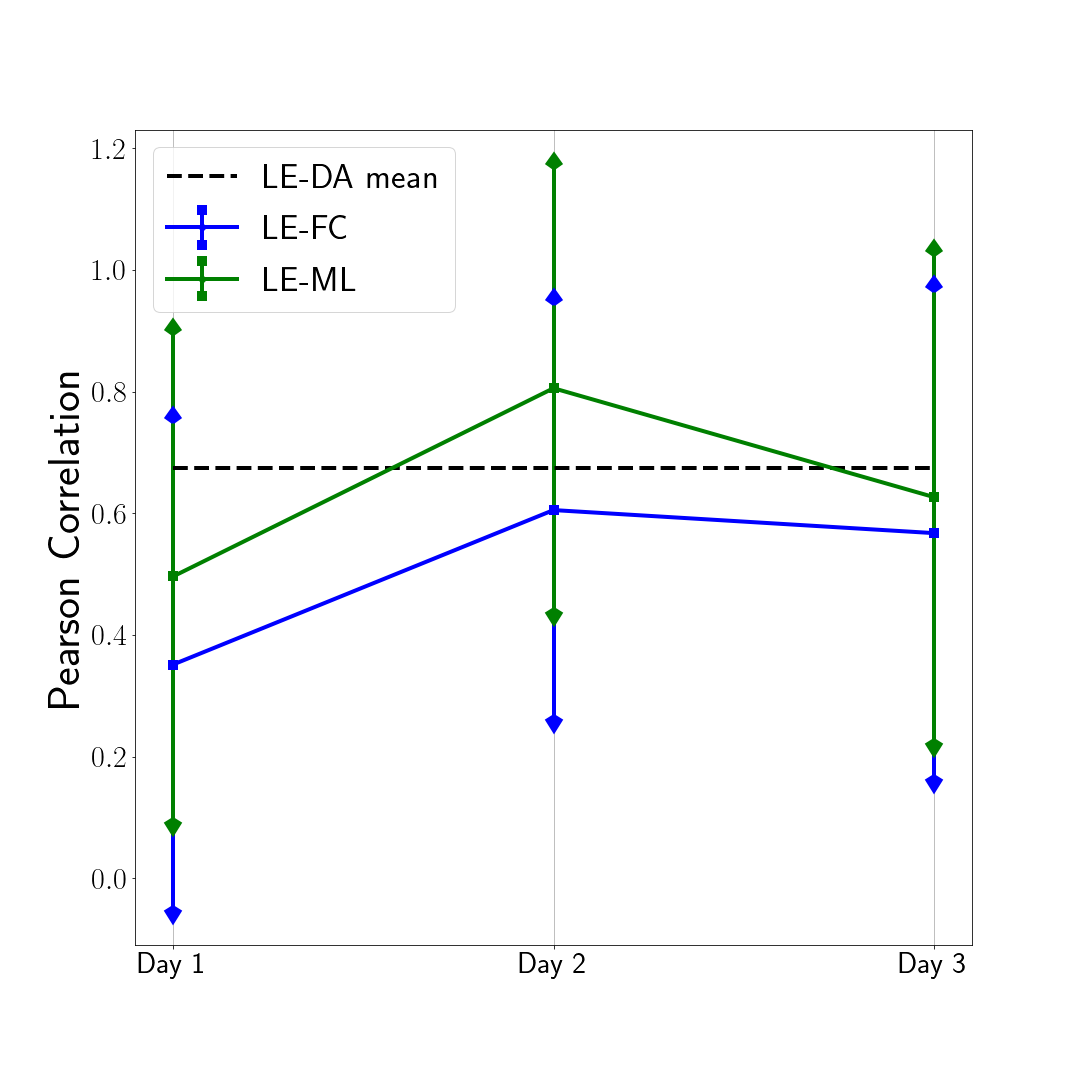 Pearson Correlation
1.2
1.0
0.8
0.6
0.4
0.2
0.0
LE-DA mean
LE-FC
LE-ML
Day 1
Day 2
Day 3